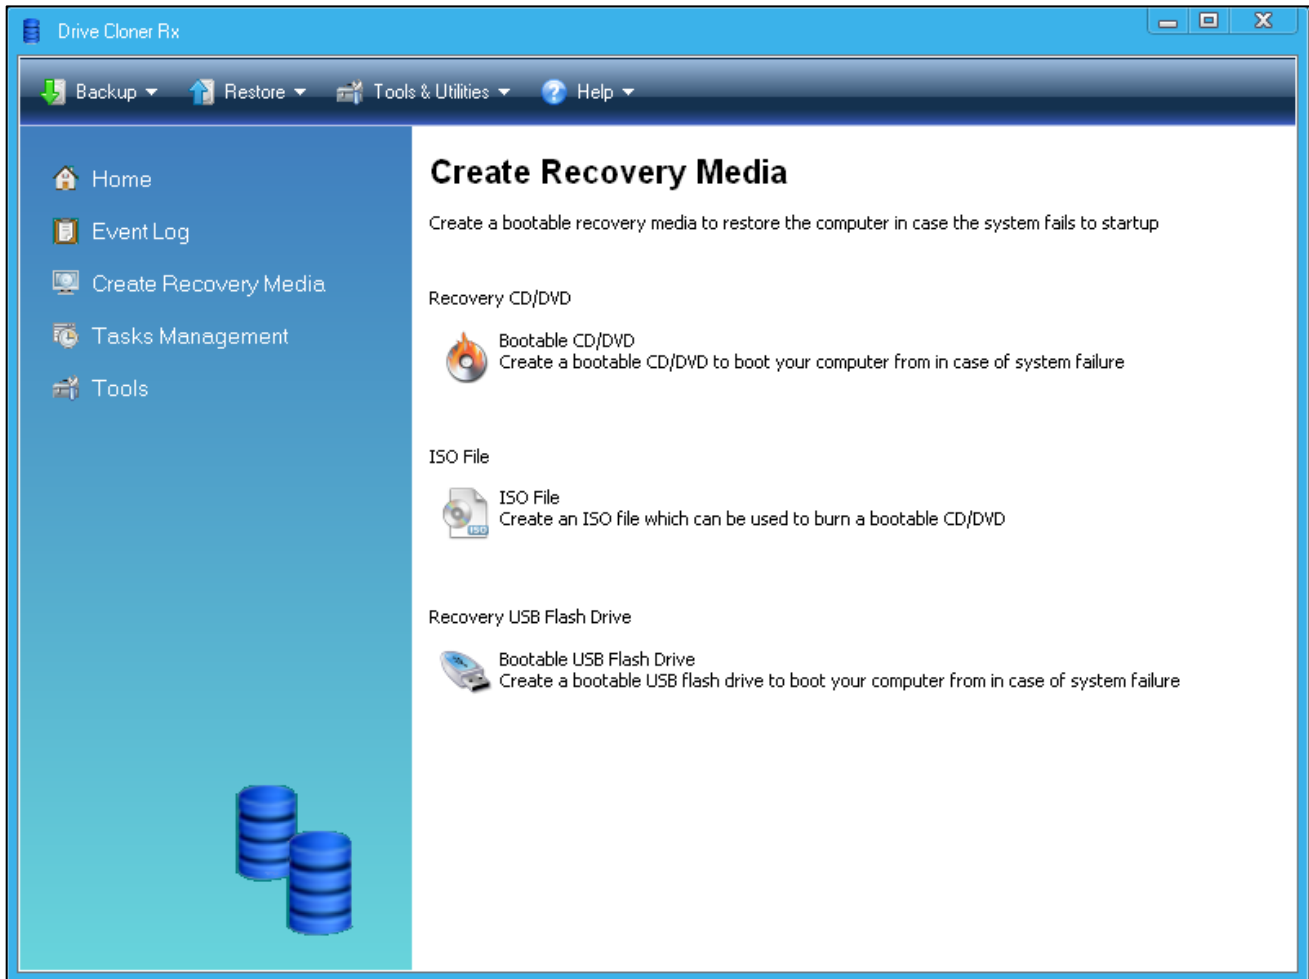 Drive Cloner Rx
Backup
Restore
Tools & Utilities
Help
Home
Event Log
Create Recovery Media
Tasks Management
Tools
Create Recovery Media
Create a bootable recovery media to restore the computer in case the system fails to startup
Recovery CD/DVD
Bootable CD/DVD
Create a bootable CD/DVD to boot your computer from in case of system failure
ISO File
ISO File
Create an ISO file which can be used to burn a bootable CD/DVD
ISO
Recovery USB Flash Drive
Bootable USB Flash Drive
Create a bootable USB flash drive to boot your computer from in case of system failure